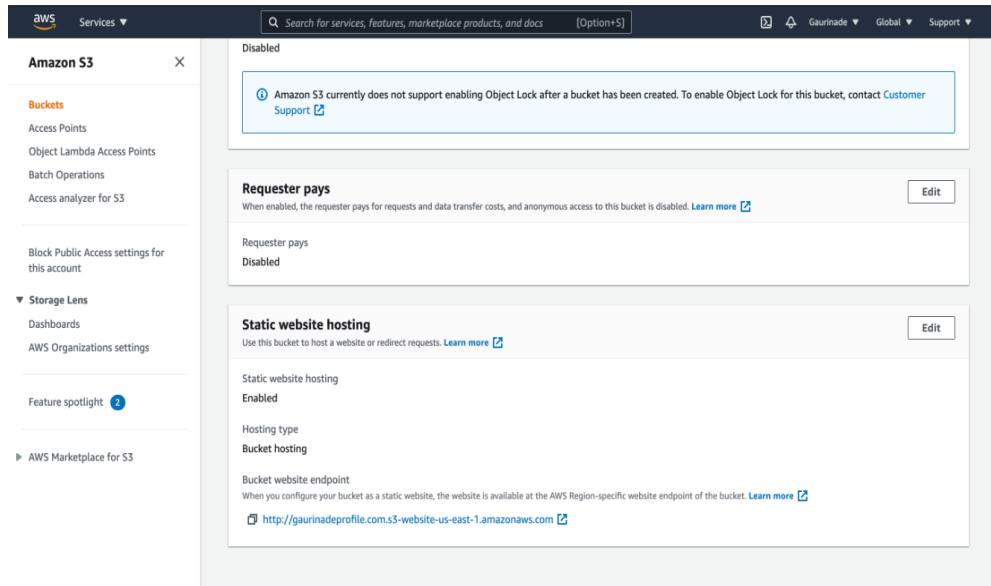 aws
Services ▼
Search for services, features, marketplace products, and docs [Option+S]
Gaurinade ▼
Global ▼
Support ▼
Amazon S3
Buckets
Access Points
Object Lambda Access Points
Batch Operations
Access analyzer for S3
Block Public Access settings for
this account
▼ Storage Lens
Dashboards
AWS Organizations settings
Feature spotlight 2
▶ AWS Marketplace for S3
Disabled
Amazon S3 currently does not support enabling Object Lock after a bucket has been created. To enable Object Lock for this bucket, contact Customer
Support
Requester pays
Edit
When enabled, the requester pays for requests and data transfer costs, and anonymous access to this bucket is disabled. Learn more
Requester pays
Disabled
Static website hosting
Edit
Use this bucket to host a website or redirect requests. Learn more
Static website hosting
Enabled
Hosting type
Bucket hosting
Bucket website endpoint
When you configure your bucket as a static website, the website is available at the AWS Region-specific website endpoint of the bucket. Learn more
http://gaurinadeprofile.com.s3-website-us-east-1.amazonaws.com